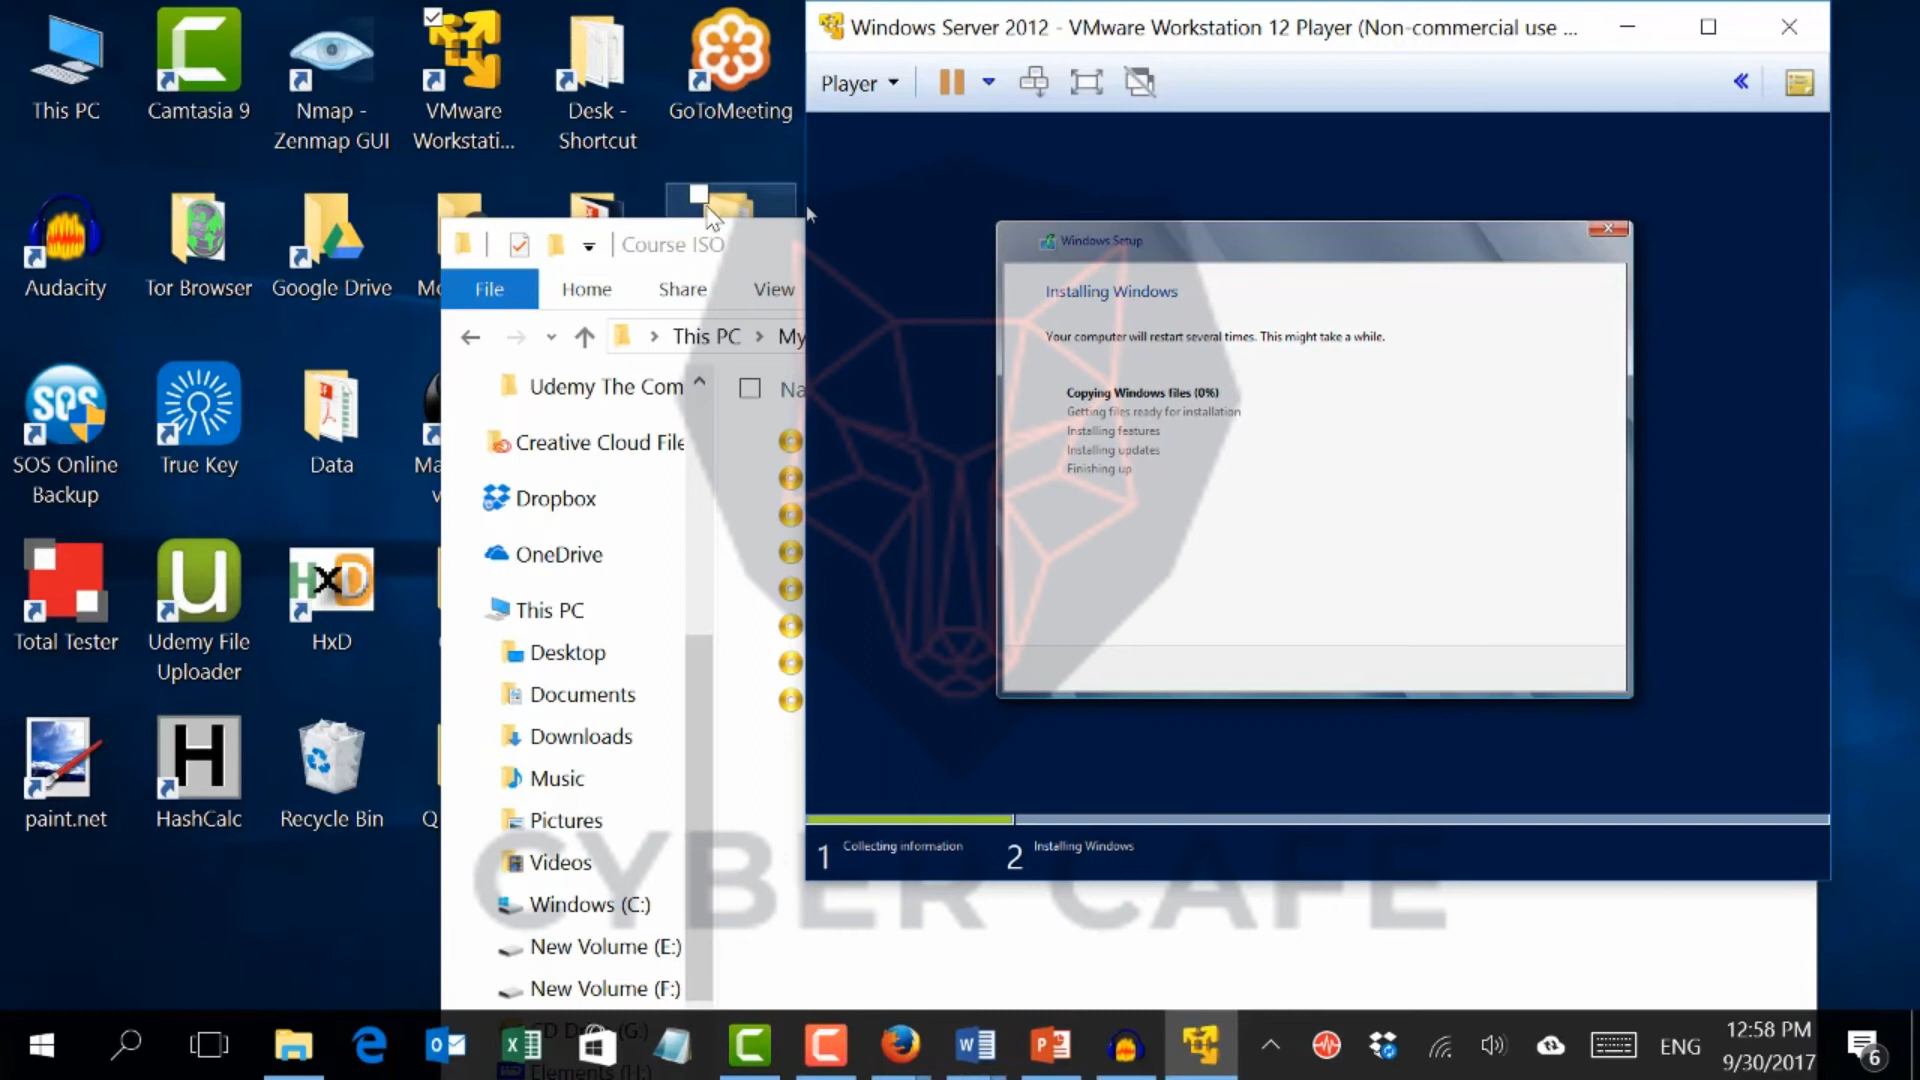 This PC
Camtasia 9
Nmap -
Zenmap GUI
VMware
Workstati...
Desk -
Shortcut
GoToMeeting
Audacity
Tor Browser
Google Drive
SOS Online
Backup
True Key
Data
Total Tester
Udemy File
Uploader
HxD
paint.net
HashCalc
Recycle Bin
Course ISO
File
Home
Share
View
This PC
My
Udemy The Com
Creative Cloud File
Dropbox
OneDrive
This PC
Desktop
Documents
Downloads
Music
Pictures
Videos
Windows (C:)
New Volume (E:)
New Volume (F:)
Windows Server 2012 - VMware Workstation 12 Player (Non-commercial use ...
Player
Windows Setup
Installing Windows
Your computer will restart several times. This might take a while.
Copying Windows files (0%)
Getting files ready for installation
Installing features
Installing updates
Finishing up
1 Collecting information
2 Installing Windows
CYBER CAFE
ENG
12:58 PM
9/30/2017
6